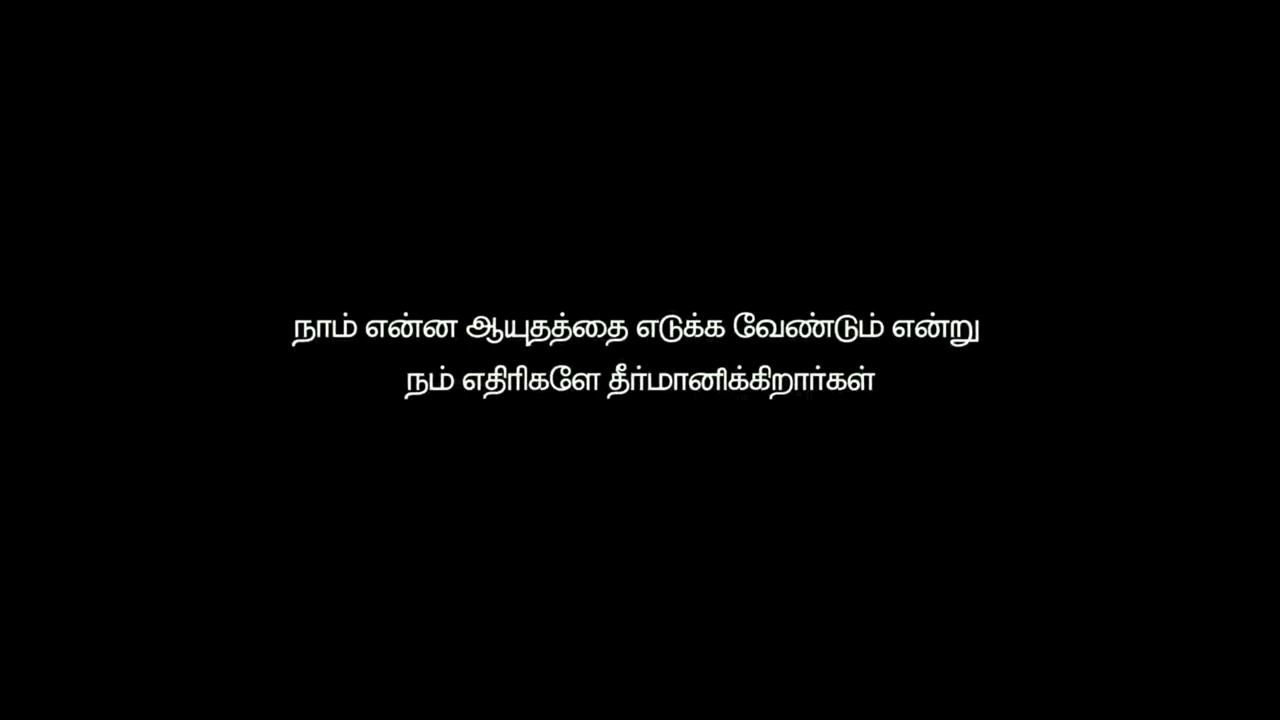 நாம் என்ன ஆயுதத்தை எடுக்க வேண்டும் என்று
நம் எதிரிகளே தீர்மானிக்கிறார்கள்